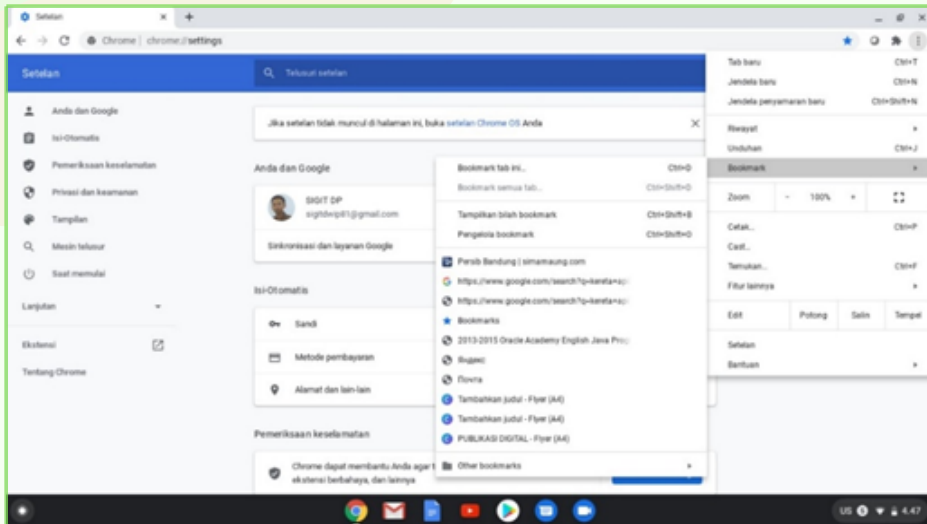 Setelan
Chrome | chrome://settings
Setelan
Telusuri setelan
Anda dan Google
Isi-Otomatis
Pemeriksaan keselamatan
Privasi dan keamanan
Tampilan
Mesin telusur
Saat memulai
Lanjutan
Ekstensi
Tentang Chrome
Jika setelan tidak muncul di halaman ini, buka setelan Chrome OS Anda
Anda dan Google
SIGIT DP
sigitdwip81@gmail.com
Sinkronisasi dan layanan Google
Isi-Otomatis
Sandi
Metode pembayaran
Alamat dan lain-lain
Pemeriksaan keselamatan
Chrome dapat membantu Anda agar
ekstensi berbahaya, dan lainnya
Bookmark tab ini... Ctrl+D
Bookmark semua tab... Ctrl+Shift+D
Tampilkan bilah bookmark Ctrl+Shift+B
Pengelola bookmark Ctrl+Shift+O
Persib Bandung | simamaung.com
https://www.google.com/search?q=kereta+api
https://www.google.com/search?q=kereta+api
Bookmarks
2013-2015 Oracle Academy English Java Prog
Яндекс
Почта
Tambahkan judul - Flyer (A4)
Tambahkan judul - Flyer (A4)
PUBLIKASI DIGITAL - Flyer (A4)
Other bookmarks
Tab baru Ctrl+T
Jendela baru Ctrl+N
Jendela penyamaran baru Ctrl+Shift+N
Riwayat
Unduhan Ctrl+J
Bookmark
Zoom - 100% +
Cetak... Ctrl+P
Cast...
Temukan... Ctrl+F
Fitur lainnya
Edit Potong Salin Tempel
Setelan
Bantuan
US 4.47